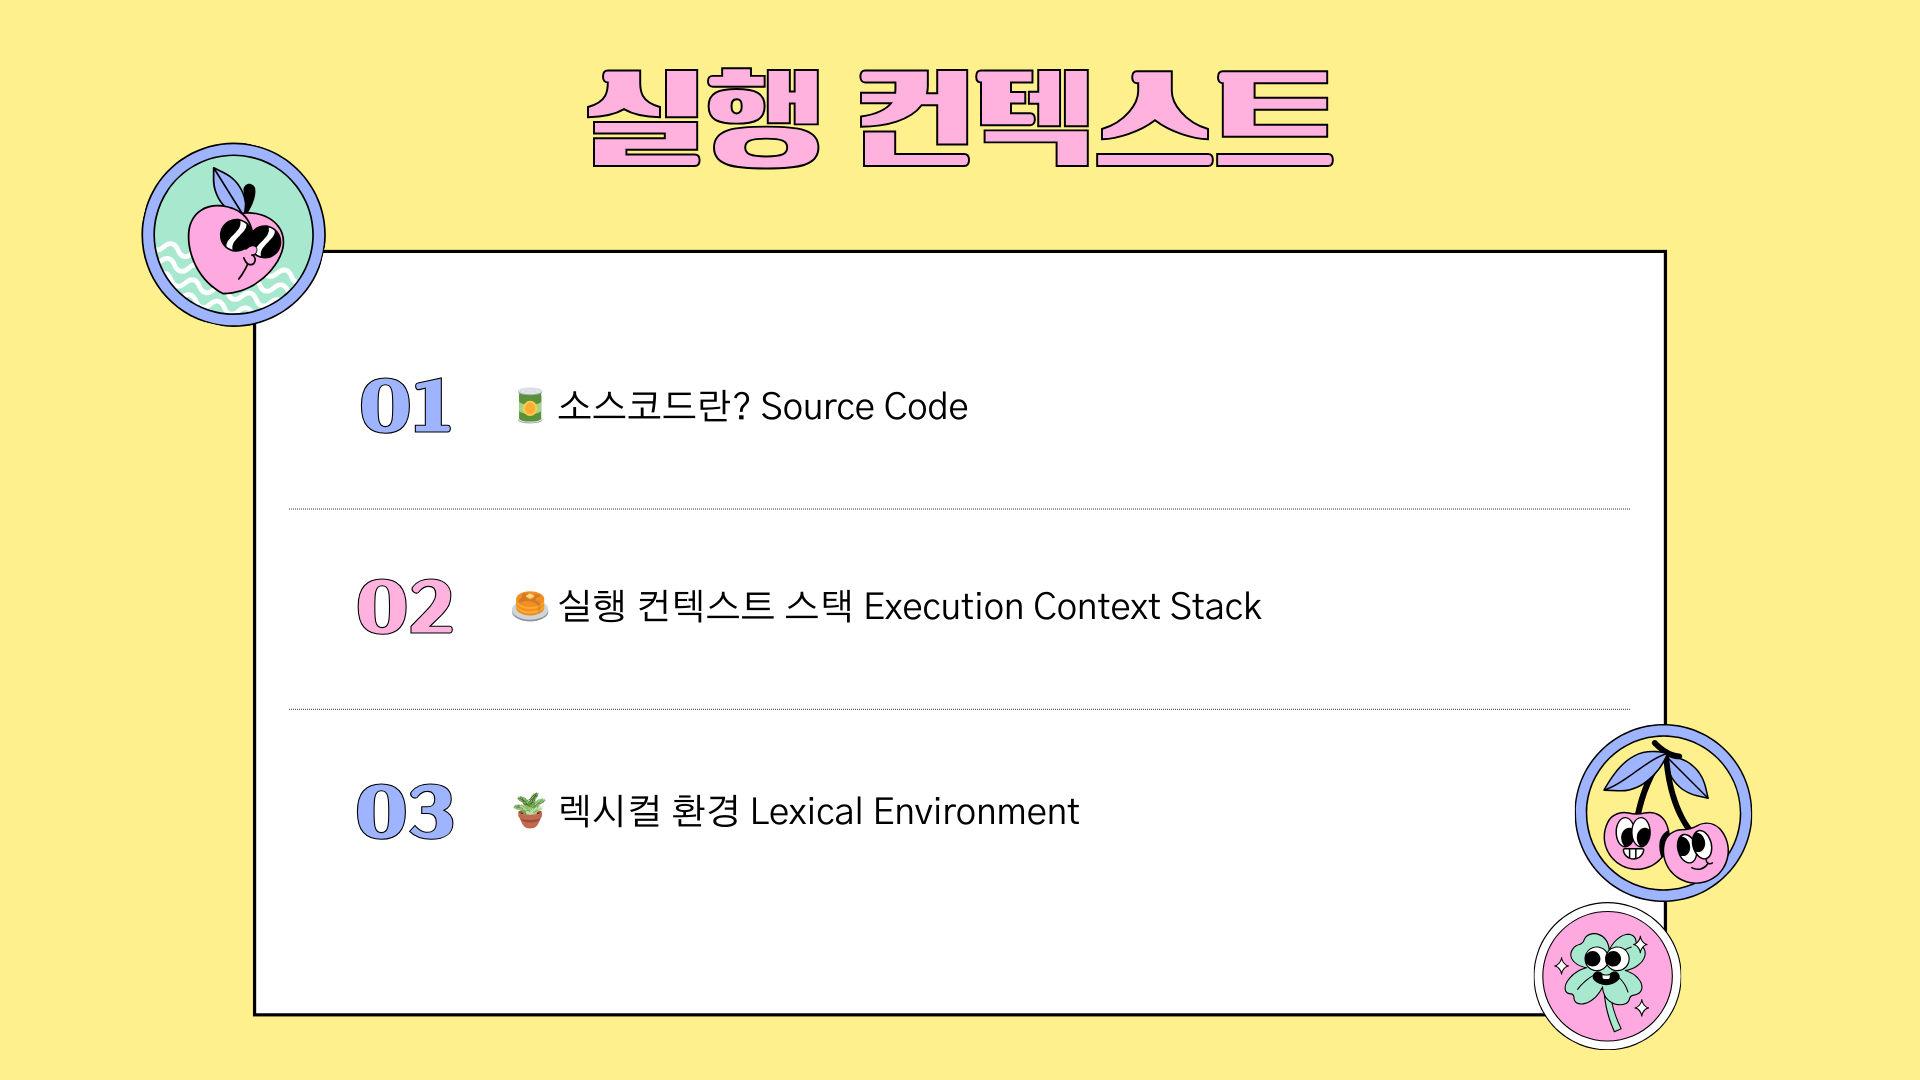 실행 컨텍스트
01 🥫 소스코드란? Source Code
02 🥞 실행 컨텍스트 스택 Execution Context Stack
03 🪴 렉시컬 환경 Lexical Environment